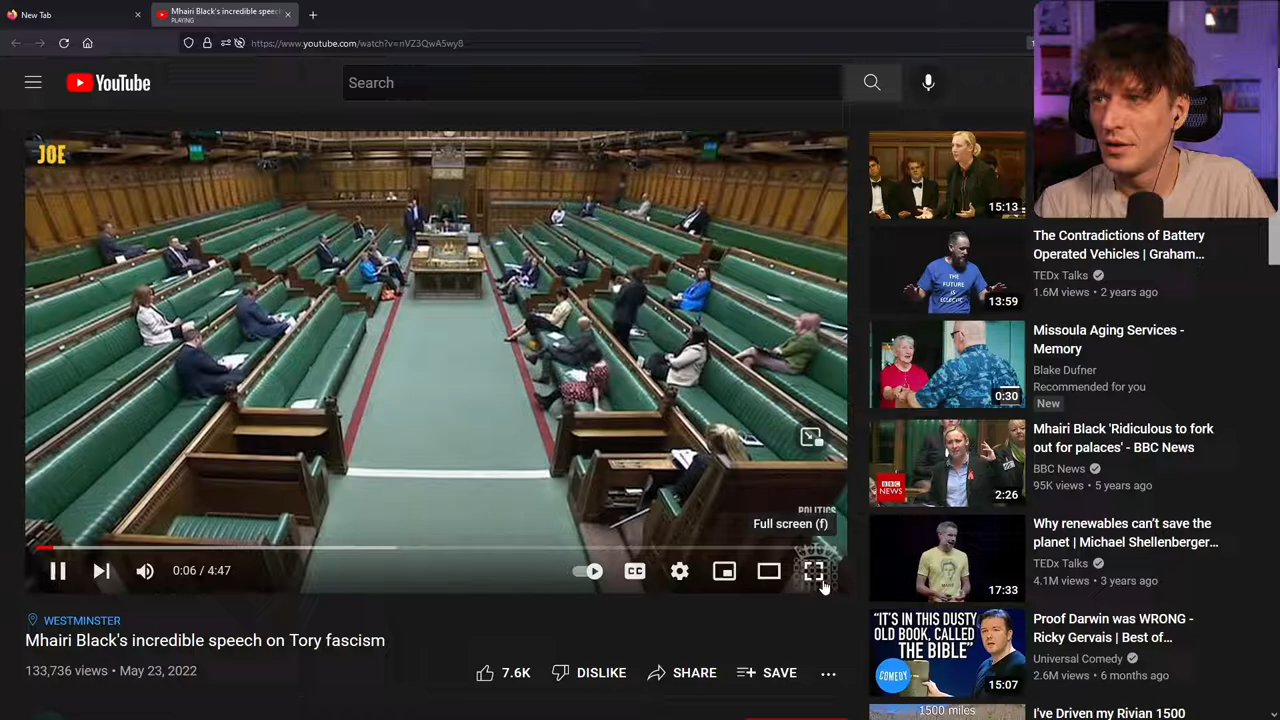 New Tab
Mhairi Black's incredible speec
PLAYING
https://www.youtube.com/watch?v=nVZ3QwA5wy8
YouTube
Search
JOE
POLITICS
Full screen (f)
0:06 / 4:47
CC
WESTMINSTER
Mhairi Black's incredible speech on Tory fascism
133,736 views • May 23, 2022
7.6K
DISLIKE
SHARE
SAVE
15:13
THE
FUTURE
IS
ECLECTIC
13:59
The Contradictions of Battery
Operated Vehicles | Graham...
TEDx Talks
1.6M views • 2 years ago
0:30
Missoula Aging Services -
Memory
Blake Dufner
Recommended for you
New
BBC
NEWS
2:26
Mhairi Black 'Ridiculous to fork
out for palaces' - BBC News
BBC News
95K views • 5 years ago
17:33
Why renewables can't save the
planet | Michael Shellenberger...
TEDx Talks
4.1M views • 3 years ago
"IT'S IN THIS DUSTY
OLD BOOK, CALLED
THE BIBLE"
COMEDY
15:07
Proof Darwin was WRONG -
Ricky Gervais | Best of...
Universal Comedy
2.6M views • 6 months ago
1500 miles
I've Driven my Rivian 1500